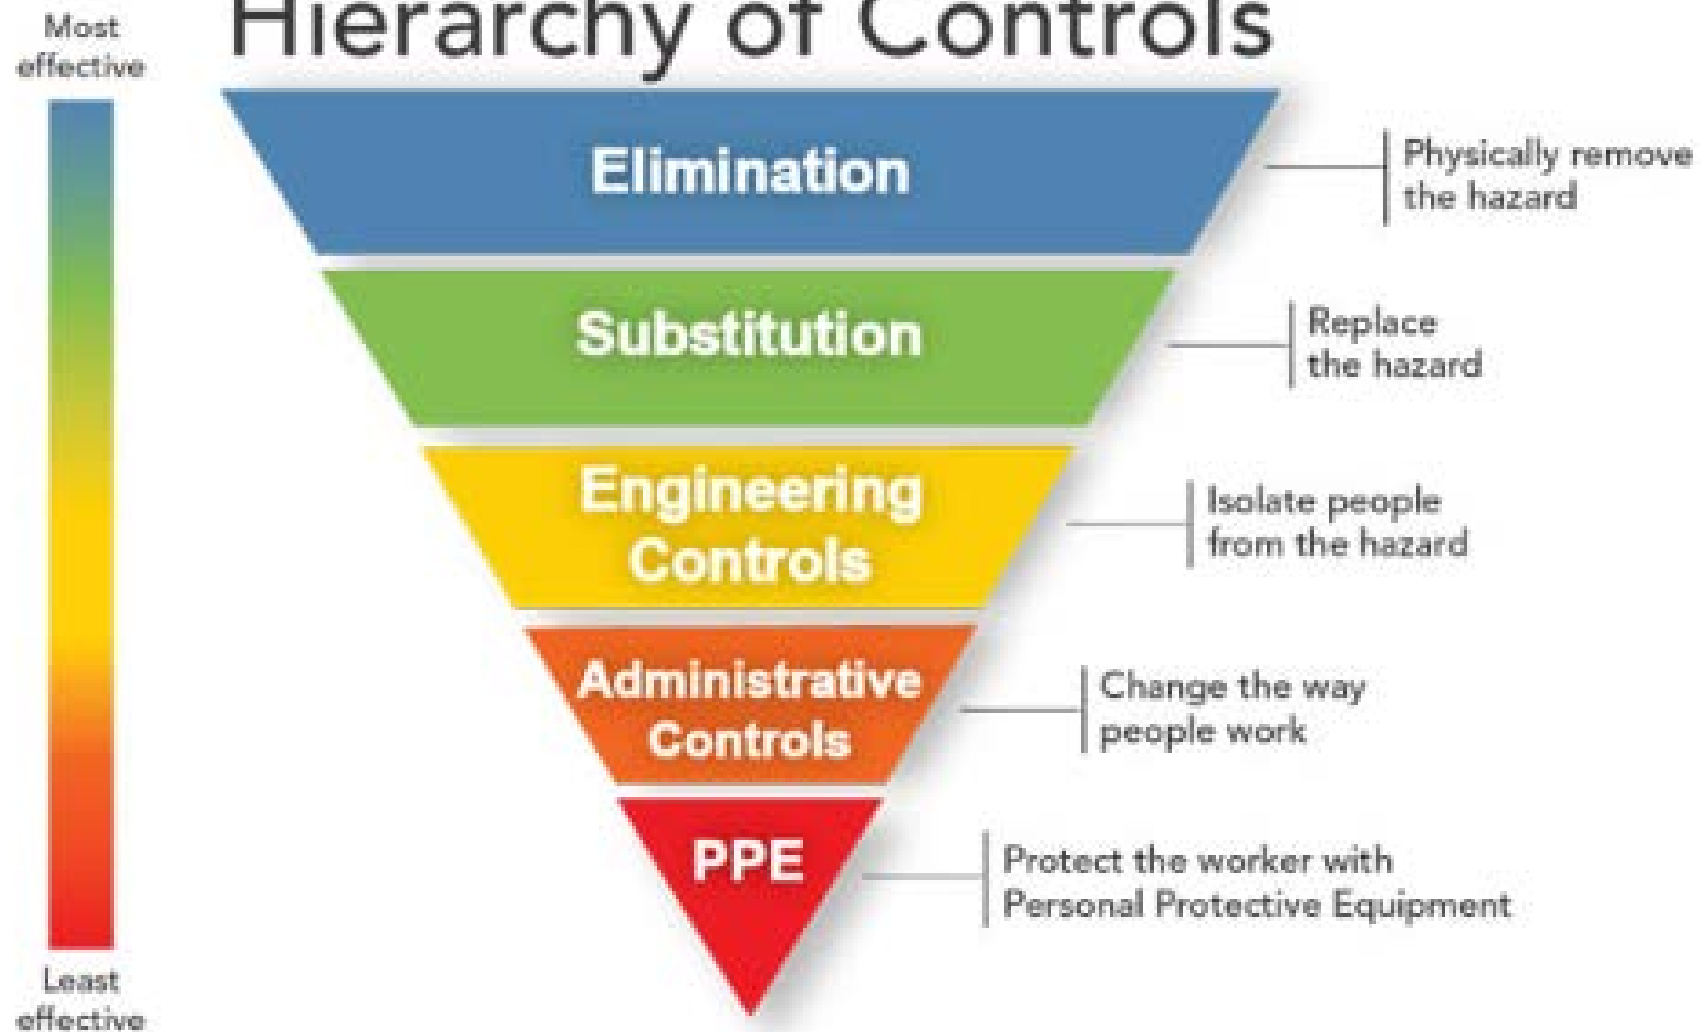 Hierarchy of Controls
Most
effective
Elimination
Physically remove
the hazard
Substitution
Replace
the hazard
Engineering
Controls
Isolate people
from the hazard
Administrative
Controls
Change the way
people work
PPE
Protect the worker with
Personal Protective Equipment
Least
effective